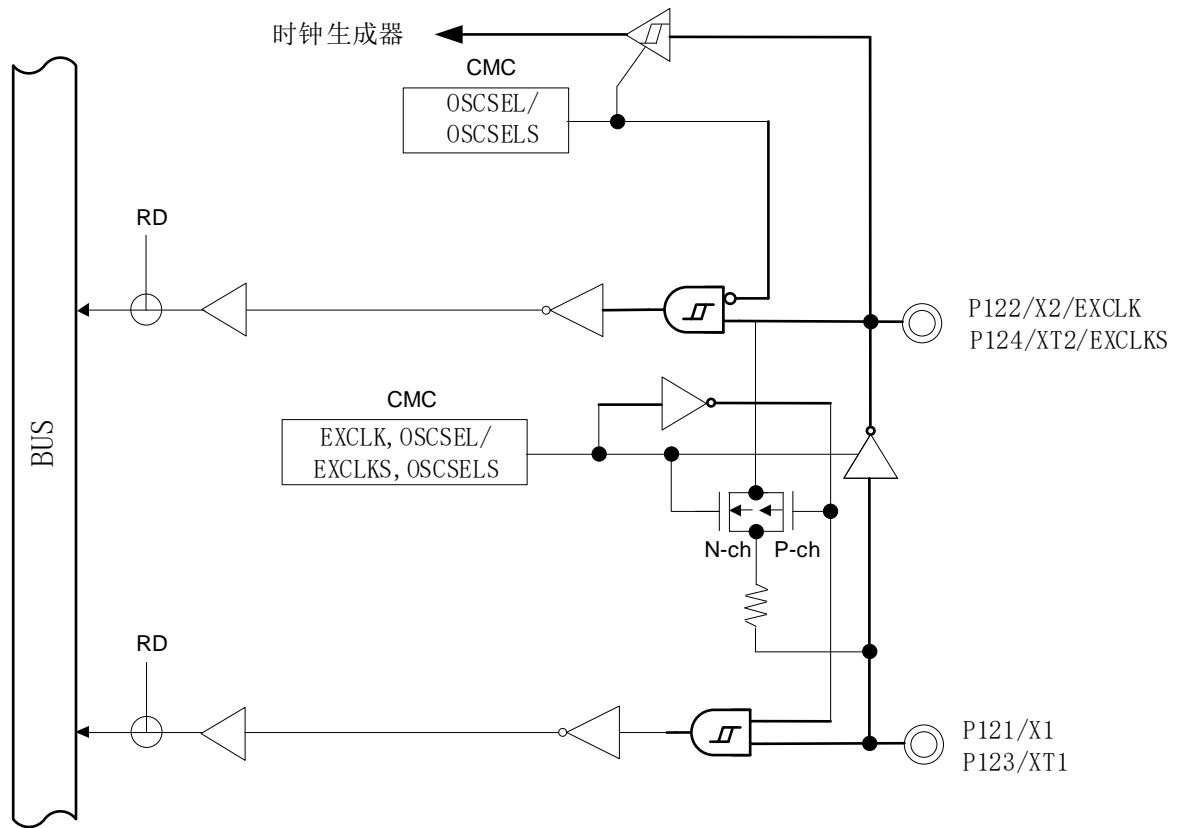 时钟生成器
CMC
OSCSEL/
OSCSELS
RD
P122/X2/EXCLK
P124/XT2/EXCLKS
CMC
EXCLK, OSCSEL/
EXCLKS, OSCSELS
BUS
N-ch
P-ch
RD
P121/X1
P123/XT1